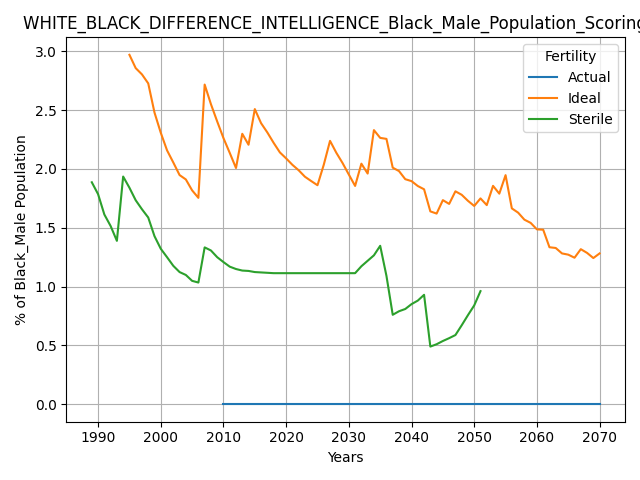 WHITE_BLACK_DIFFERENCE_INTELLIGENCE_Black_Male_Population_Scoring
% of Black_Male Population
3.0
2.5
2.0
1.5
1.0
0.5
0.0
Fertility
Actual
Ideal
Sterile
1990 2000 2010 2020 2030 2040 2050 2060 2070
Years